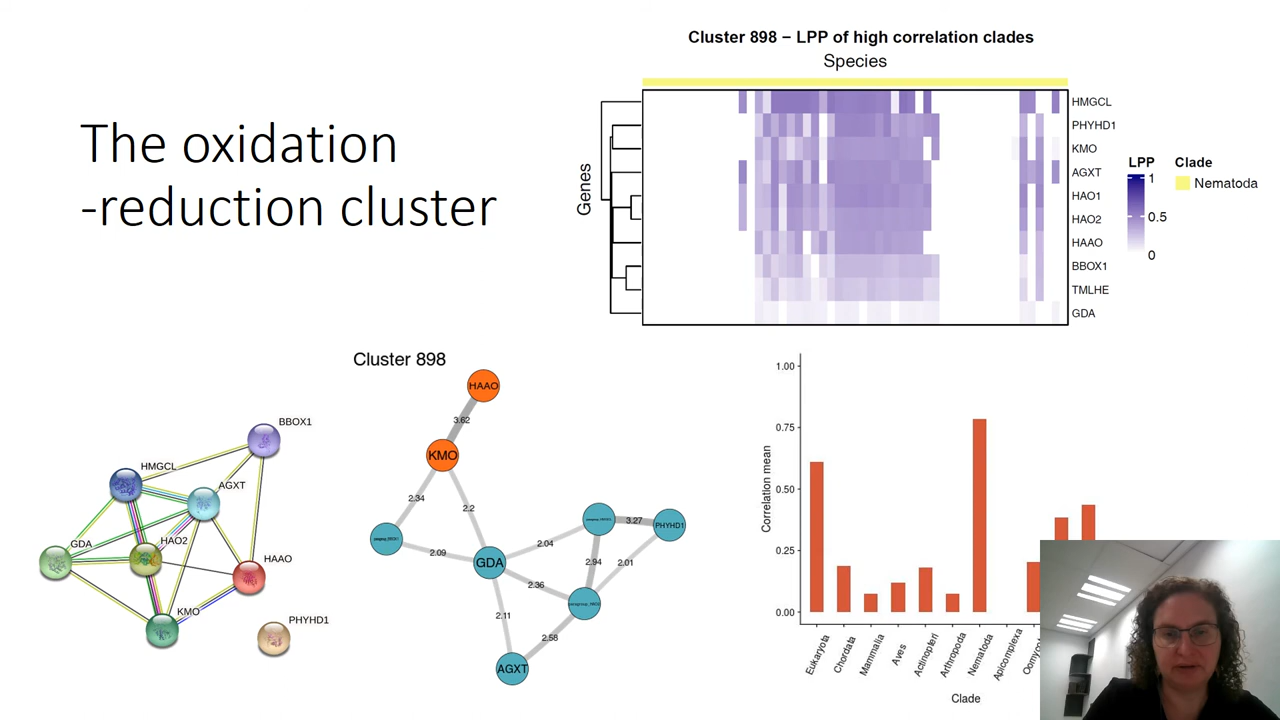 The oxidation
-reduction cluster
Cluster 898 − LPP of high correlation clades
Species
Genes
HMGCL
PHYHD1
KMO
AGXT
HAO1
HAO2
HAAO
BBOX1
TMLHE
GDA
LPP
1
0.5
0
Clade
Nematoda
BBOX1
HMGCL
AGXT
GDA
HAO2
HAAO
KMO
PHYHD1
Cluster 898
HAAO
3.62
KMO
2.34
2.2
2.09
GDA
2.04
3.27
PHYHD1
2.94
2.01
2.36
2.11
2.58
AGXT
Correlation mean
1.00
0.75
0.50
0.25
0.00
Eukaryota
Chordata
Mammalia
Aves
Actinopteri
Arthropoda
Nematoda
Apicomplexa
Clade